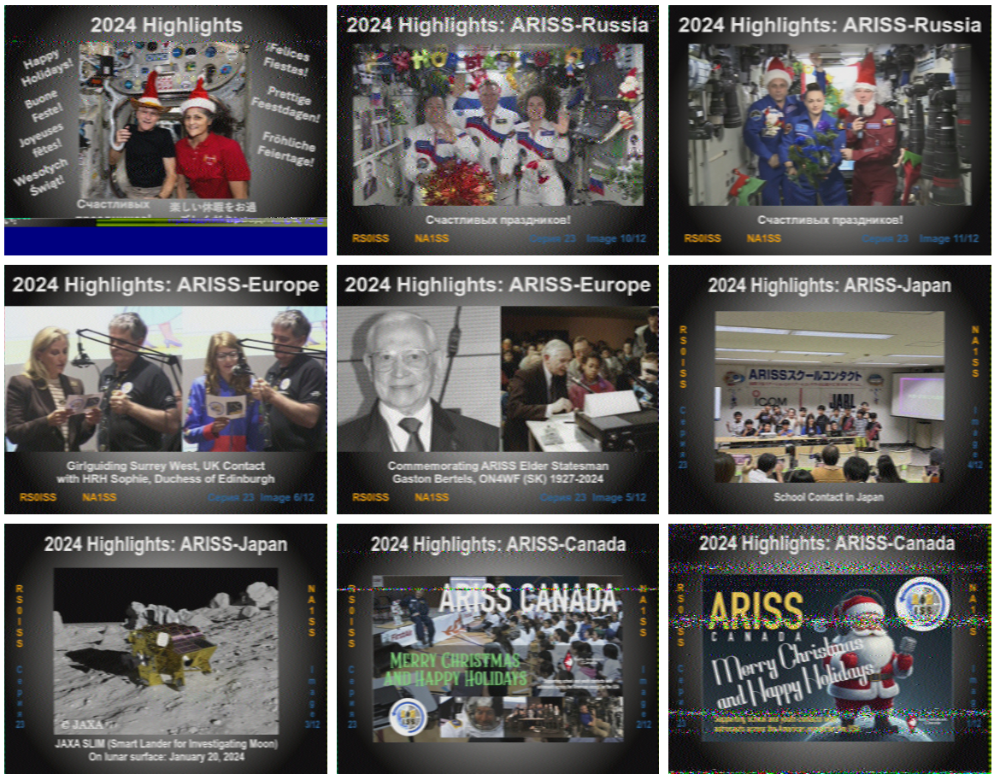 2024 Highlights
Happy
Holidays!
Buone
Feste!
Joyeuses
fêtes!
Wesołych
Świąt!
¡Felices
Fiestas!
Prettige
Feestdagen!
Fröhliche
Feiertage!
Счастливых
楽しい休暇をお過
2024 Highlights: ARISS-Russia
Счастливых праздников!
RS0ISS NA1SS Серия 23 Image 10/12
2024 Highlights: ARISS-Russia
Счастливых праздников!
RS0ISS NA1SS Серия 23 Image 11/12
2024 Highlights: ARISS-Europe
Girlguiding Surrey West, UK Contact
with HRH Sophie, Duchess of Edinburgh
RS0ISS NA1SS Серия 23 Image 6/12
2024 Highlights: ARISS-Europe
Commemorating ARISS Elder Statesman
Gaston Bertels, ON4WF (SK) 1927-2024
RS0ISS NA1SS Серия 23 Image 5/12
2024 Highlights: ARISS-Japan
RS0ISS
Серия 23
ARISSスクールコンタクト
ICOM
JARL
NA1SS
Image 4/12
School Contact in Japan
2024 Highlights: ARISS-Japan
RS0ISS
Серия 23
© JAXA
NA1SS
Image 3/12
JAXA SLIM (Smart Lander for Investigating Moon)
On lunar surface: January 20, 2024
2024 Highlights: ARISS-Canada
RS0ISS
Серия 23
ARISS CANADA
MERRY CHRISTMAS
AND HAPPY HOLIDAYS
NA1SS
Image 2/12
2024 Highlights: ARISS-Canada
RS0ISS
Серия 23
ARISS
CANADA
Merry Christmas
and Happy Holidays
Supporting school and youth contacts with
astronauts across the Americas except for the USA
NA1SS
Image 1/12